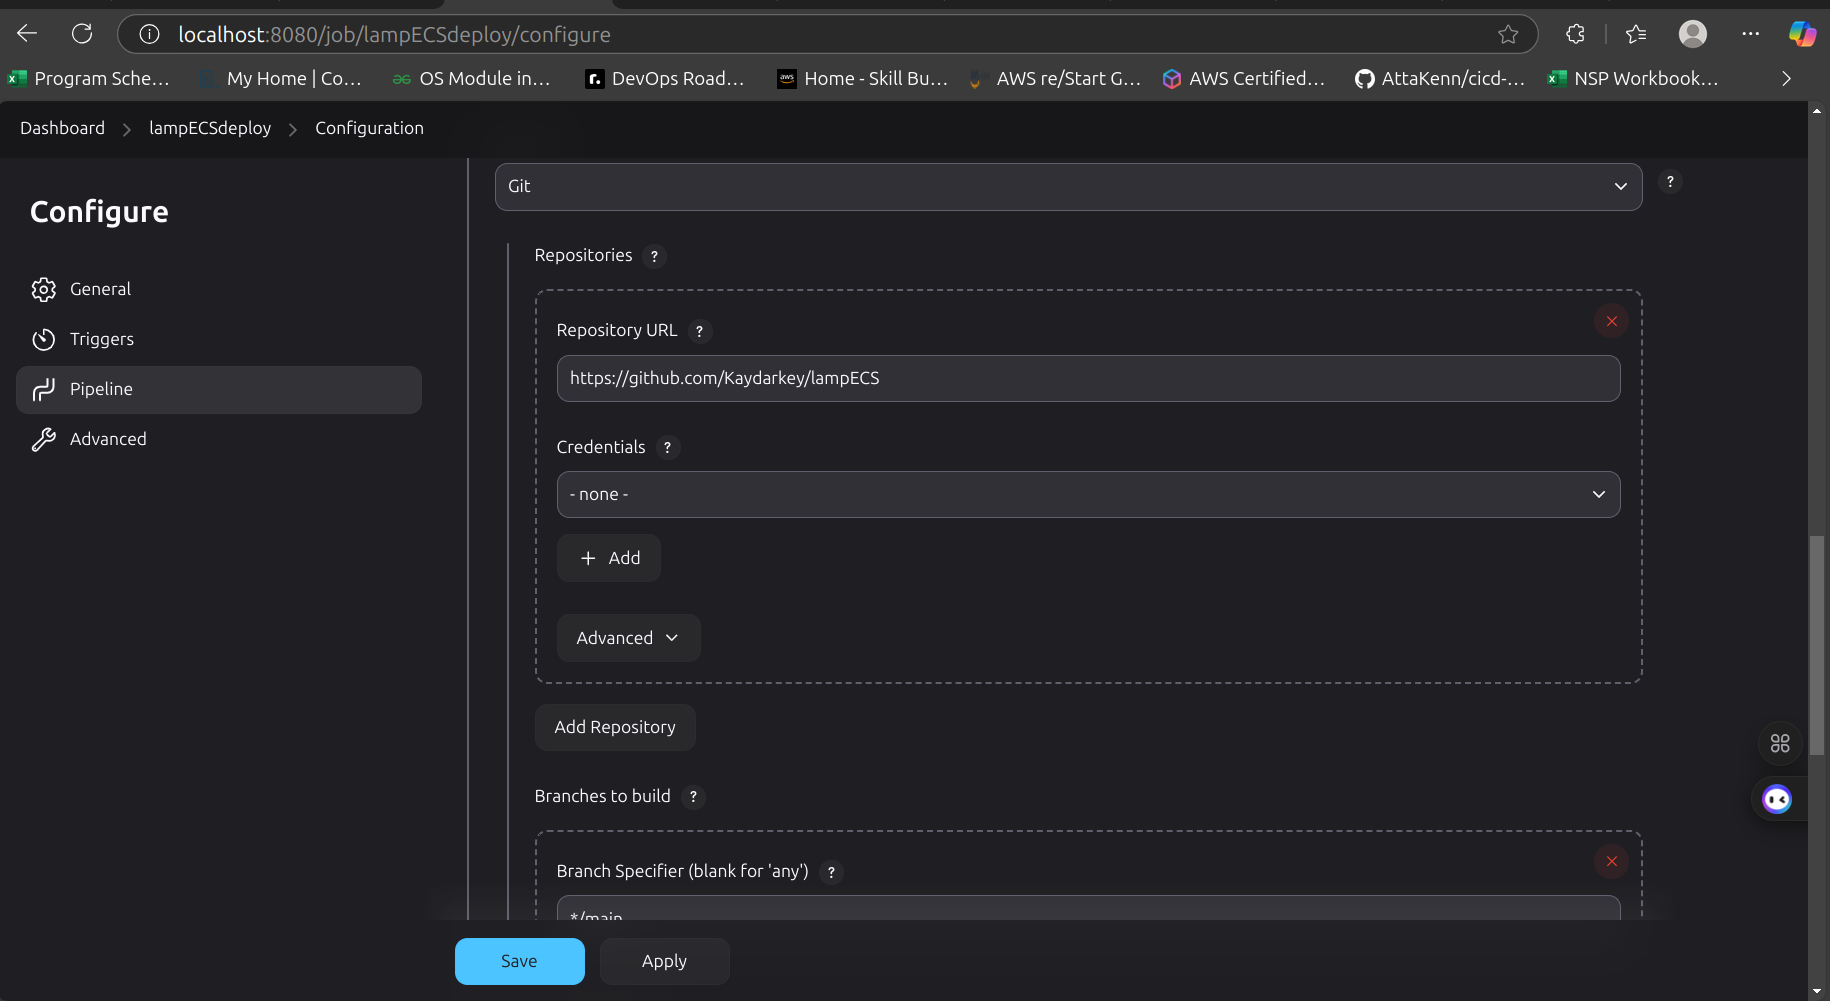 localhost:8080/job/lampECSdeploy/configure
Program Sche...
My Home | Co...
OS Module in...
DevOps Road...
Home - Skill Bu...
AWS re/Start G...
AWS Certified...
AttaKenn/cicd-...
NSP Workbook...
Dashboard
lampECSdeploy
Configuration
Configure
General
Triggers
Pipeline
Advanced
Git
?
Repositories ?
Repository URL ?
https://github.com/Kaydarkey/lampECS
Credentials ?
- none -
+ Add
Advanced
Add Repository
Branches to build ?
Branch Specifier (blank for 'any') ?
*/main
Save
Apply